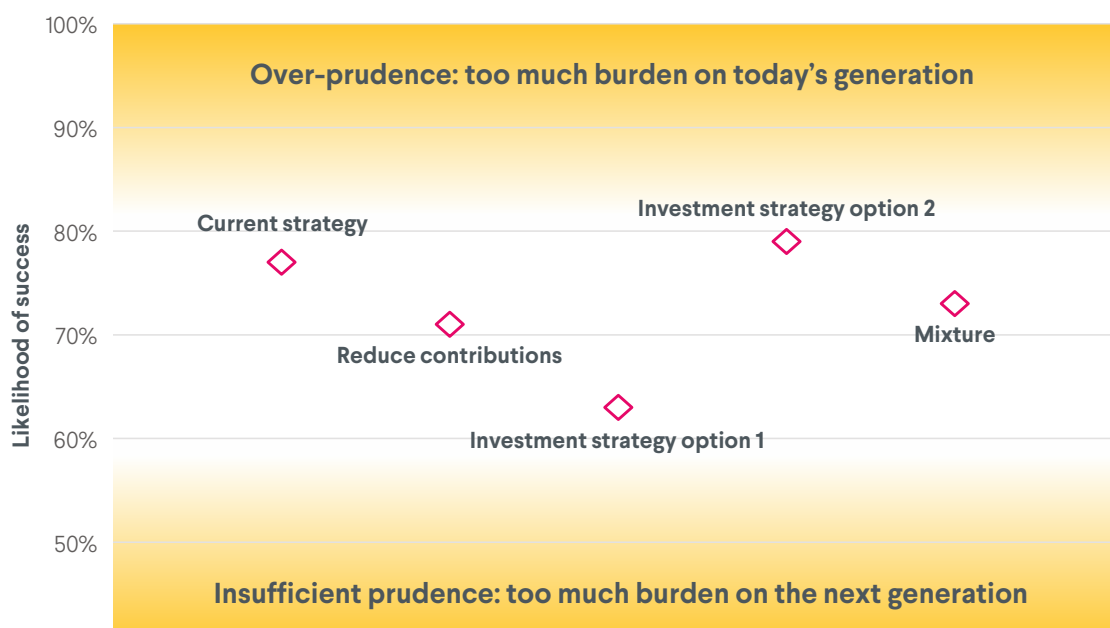 100%
Over-prudence: too much burden on today’s generation
90%
Investment strategy option 2
Current strategy
80%
Likelihood of success
70%
Mixture
Reduce contributions
60%
Investment strategy option 1
50%
Insufficient prudence: too much burden on the next generation